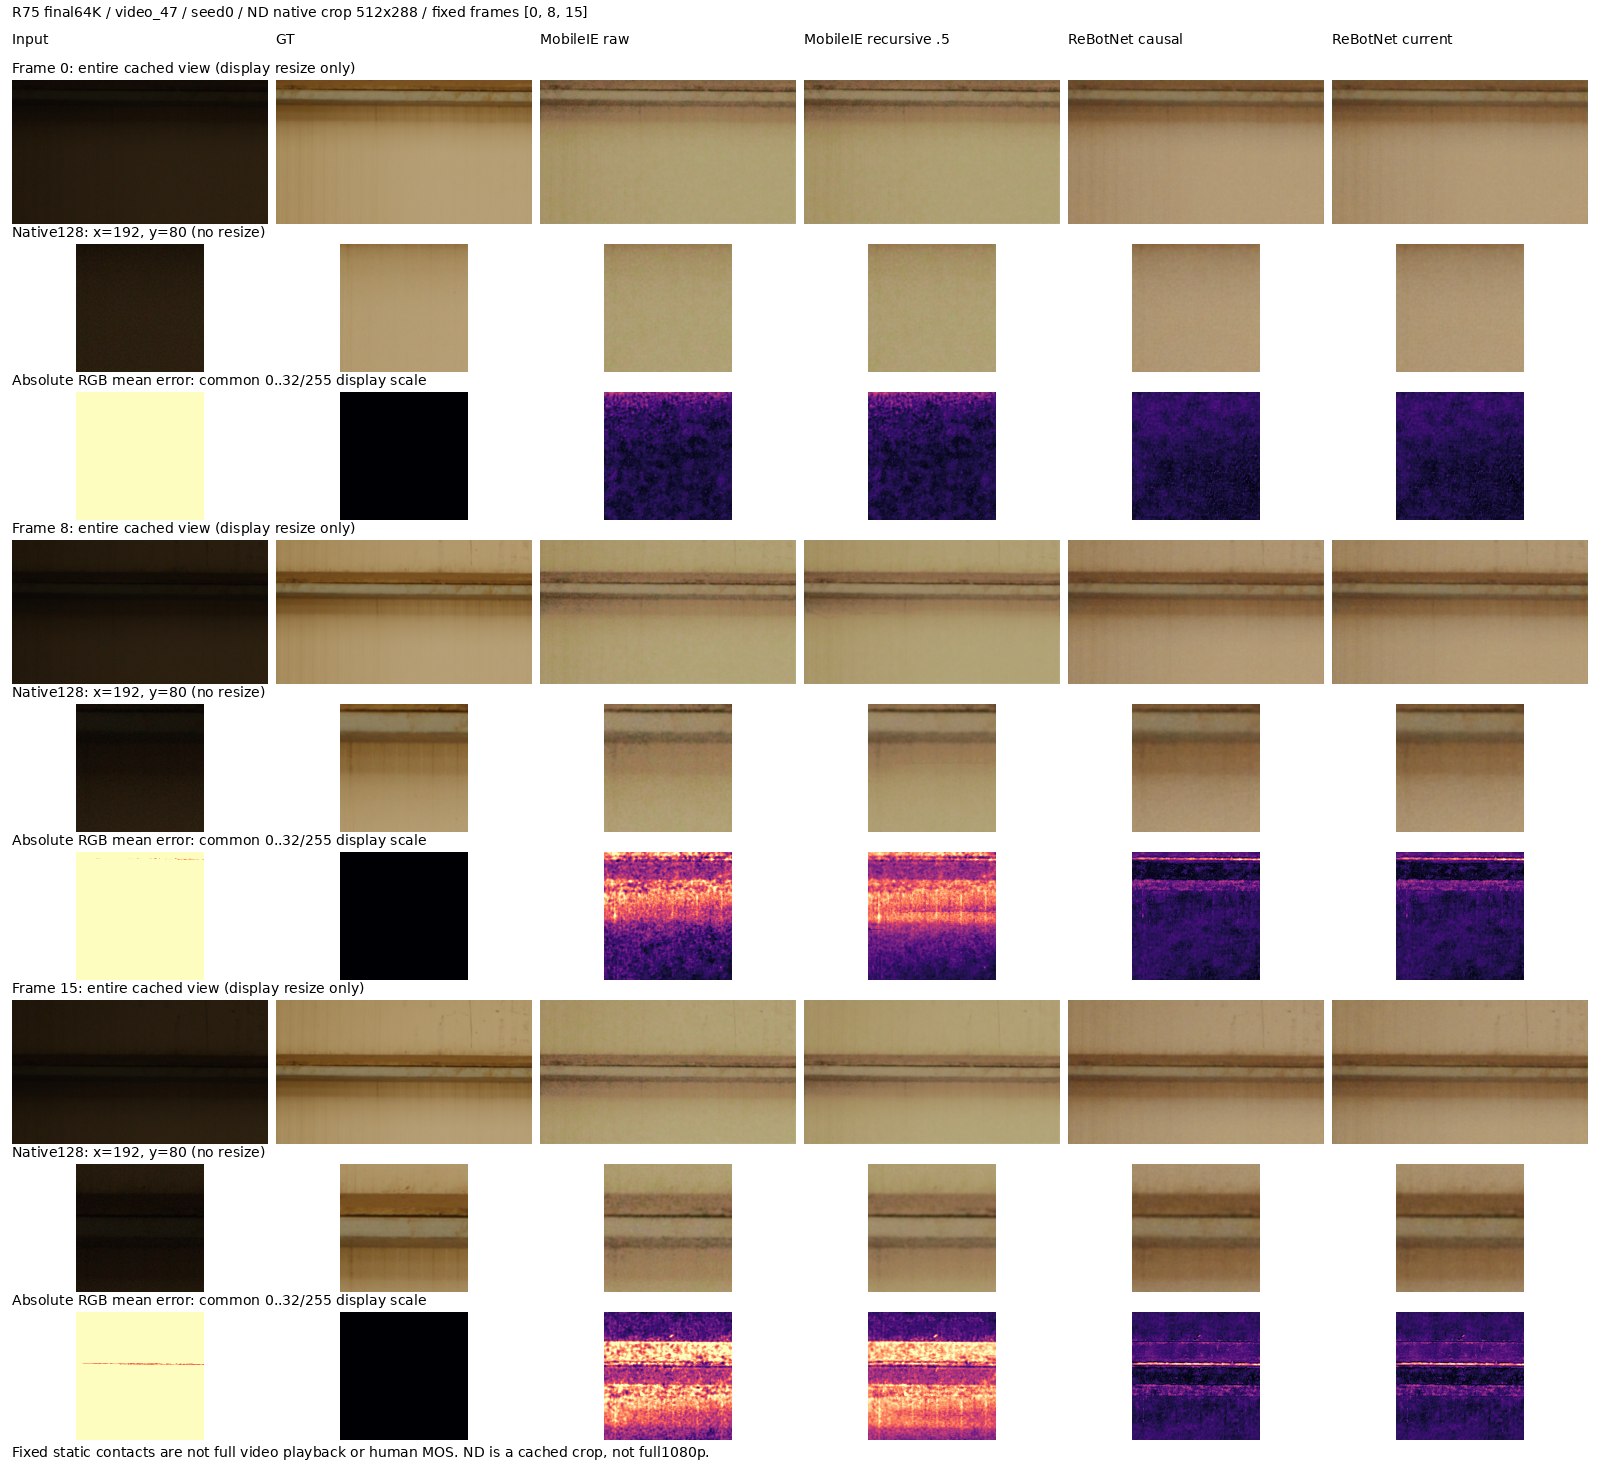 R75 final64K / video_47 / seed0 / ND native crop 512x288 / fixed frames [0, 8, 15]
Input GT MobileIE raw MobileIE recursive .5 ReBotNet causal ReBotNet current
Frame 0: entire cached view (display resize only)
Native128: x=192, y=80 (no resize)
Absolute RGB mean error: common 0..32/255 display scale
Frame 8: entire cached view (display resize only)
Native128: x=192, y=80 (no resize)
Absolute RGB mean error: common 0..32/255 display scale
Frame 15: entire cached view (display resize only)
Native128: x=192, y=80 (no resize)
Absolute RGB mean error: common 0..32/255 display scale
Fixed static contacts are not full video playback or human MOS. ND is a cached crop, not full1080p.